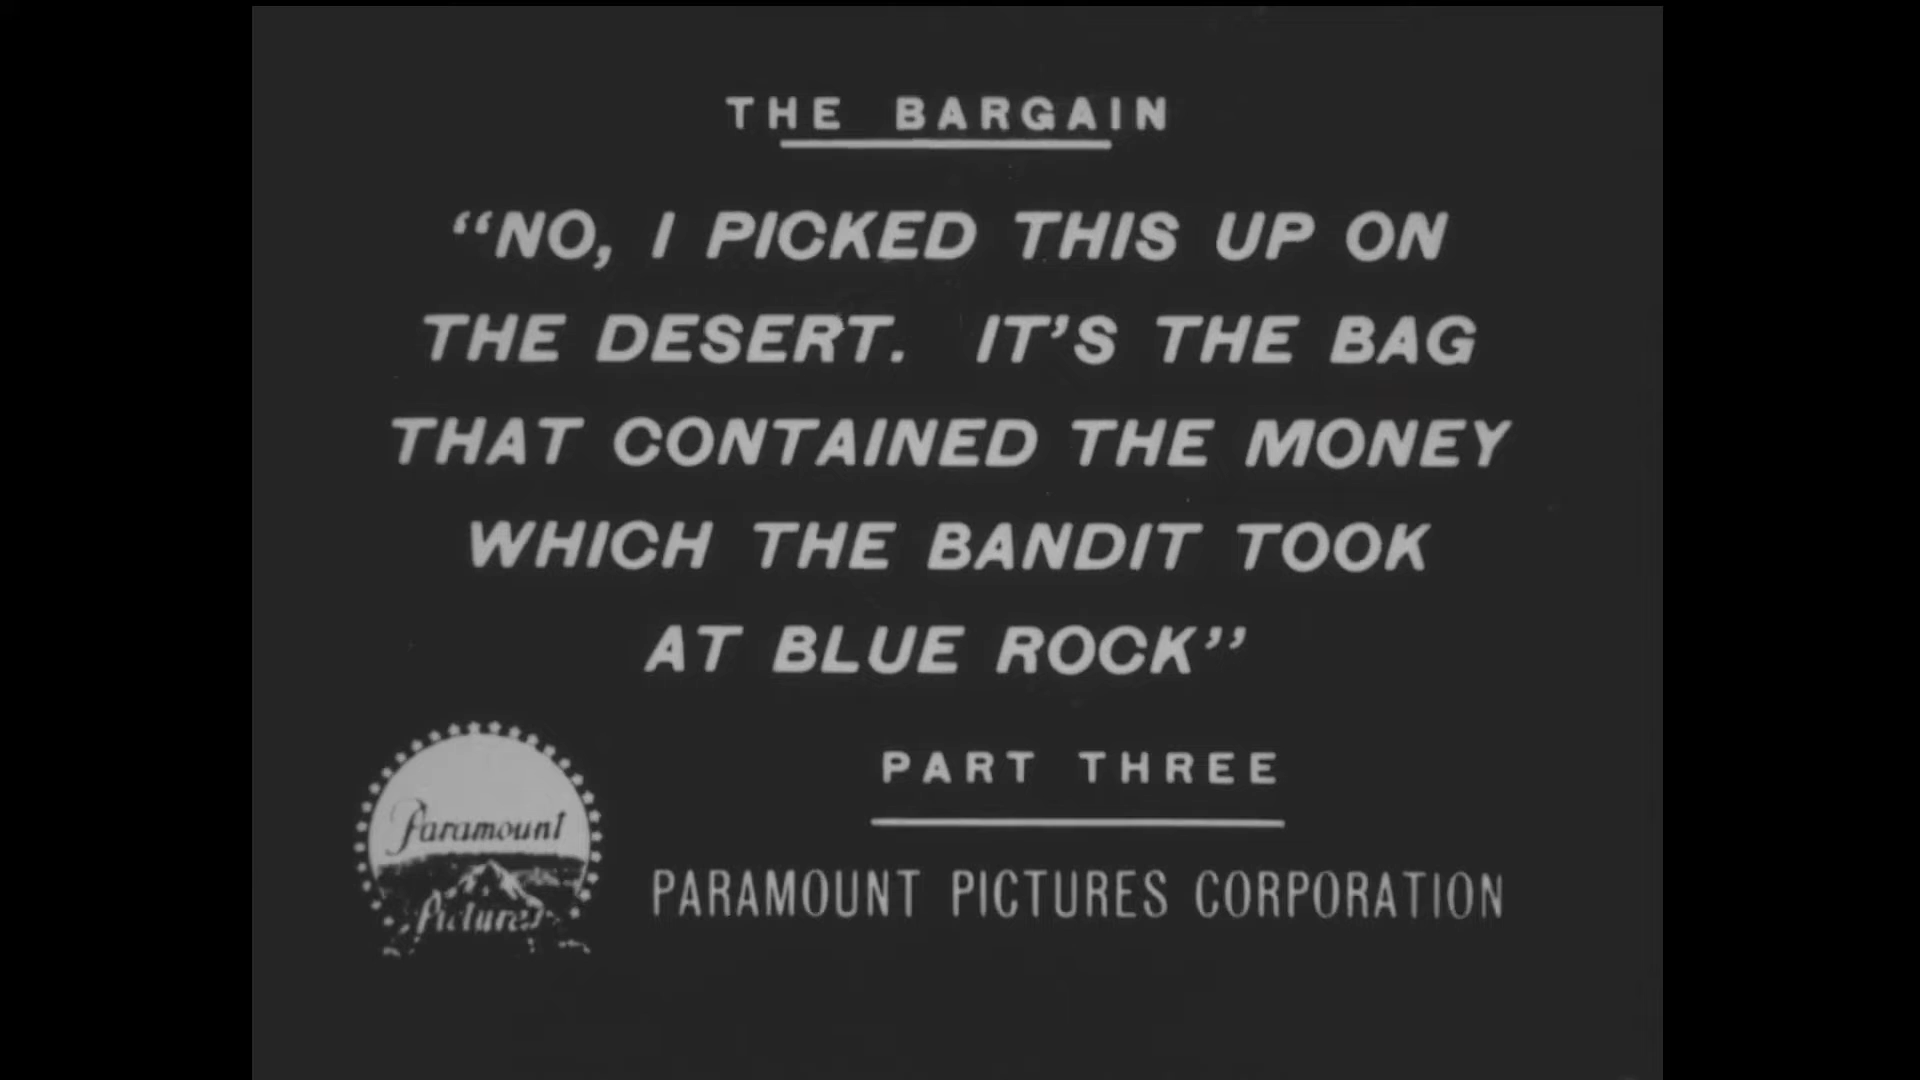 THE BARGAIN
“NO, I PICKED THIS UP ON
THE DESERT. IT’S THE BAG
THAT CONTAINED THE MONEY
WHICH THE BANDIT TOOK
AT BLUE ROCK”
PART THREE
Paramount
Pictures
PARAMOUNT PICTURES CORPORATION